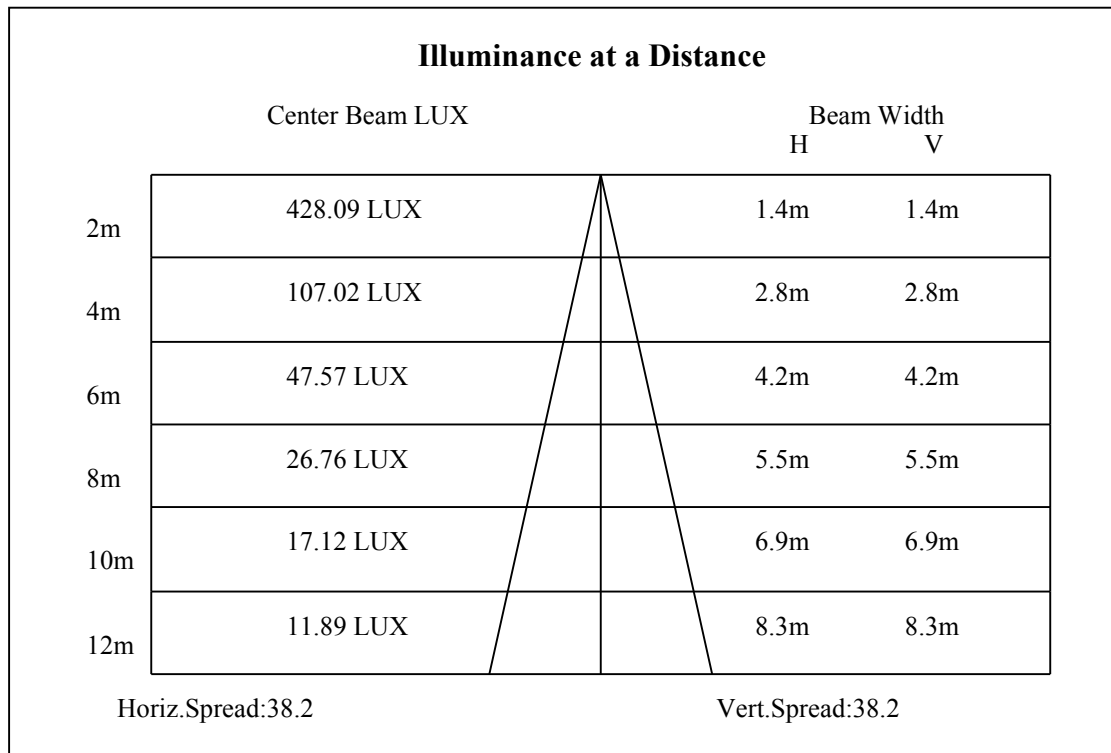 Illuminance at a Distance
Center Beam LUX Beam Width
H V
2m 428.09 LUX 1.4m 1.4m
4m 107.02 LUX 2.8m 2.8m
6m 47.57 LUX 4.2m 4.2m
8m 26.76 LUX 5.5m 5.5m
10m 17.12 LUX 6.9m 6.9m
12m 11.89 LUX 8.3m 8.3m
Horiz.Spread:38.2 Vert.Spread:38.2